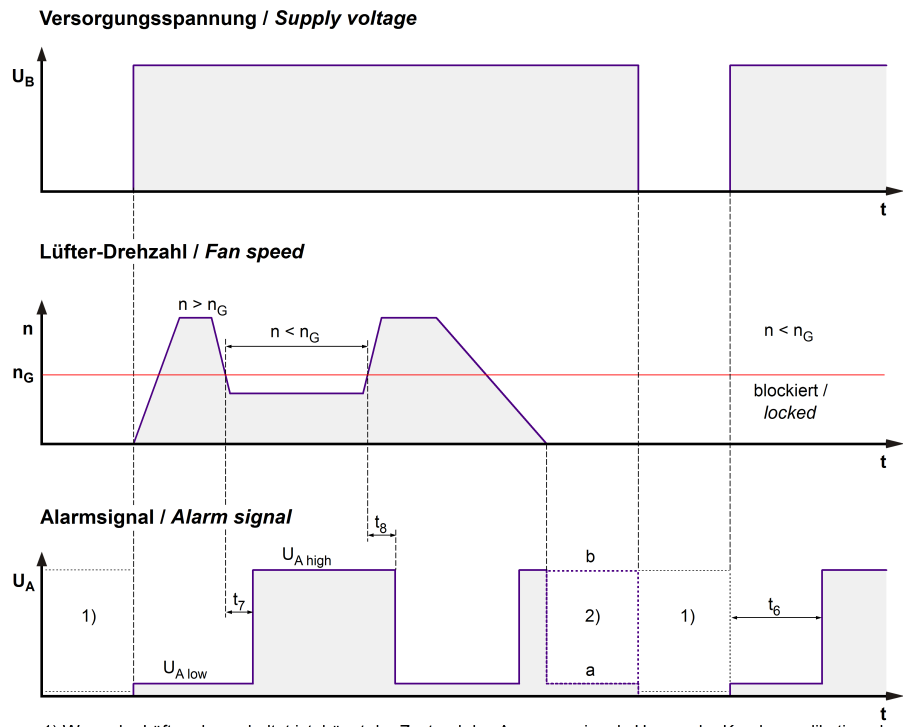 Versorgungsspannung / Supply voltage
U_B
t
Lüfter-Drehzahl / Fan speed
n > n_G
n
n < n_G
n < n_G
n_G
blockiert /
locked
t
Alarmsignal / Alarm signal
t_8
U_A high
b
U_A
t_7
t_6
1)
2)
1)
U_A low
a
t